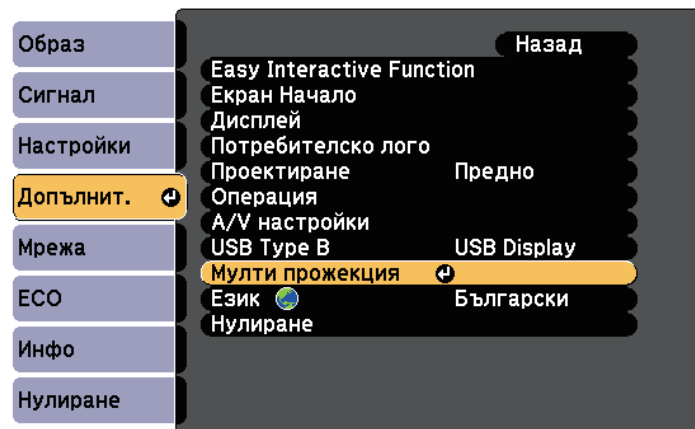 Образ
Сигнал
Настройки
Допълнит.
Мрежа
ECO
Инфо
Нулиране
Назад
Easy Interactive Function
Екран Начало
Дисплей
Потребителско лого
Проектиране Предно
Операция
A/V настройки
USB Type B USB Display
Мулти прожекция
Език Български
Нулиране